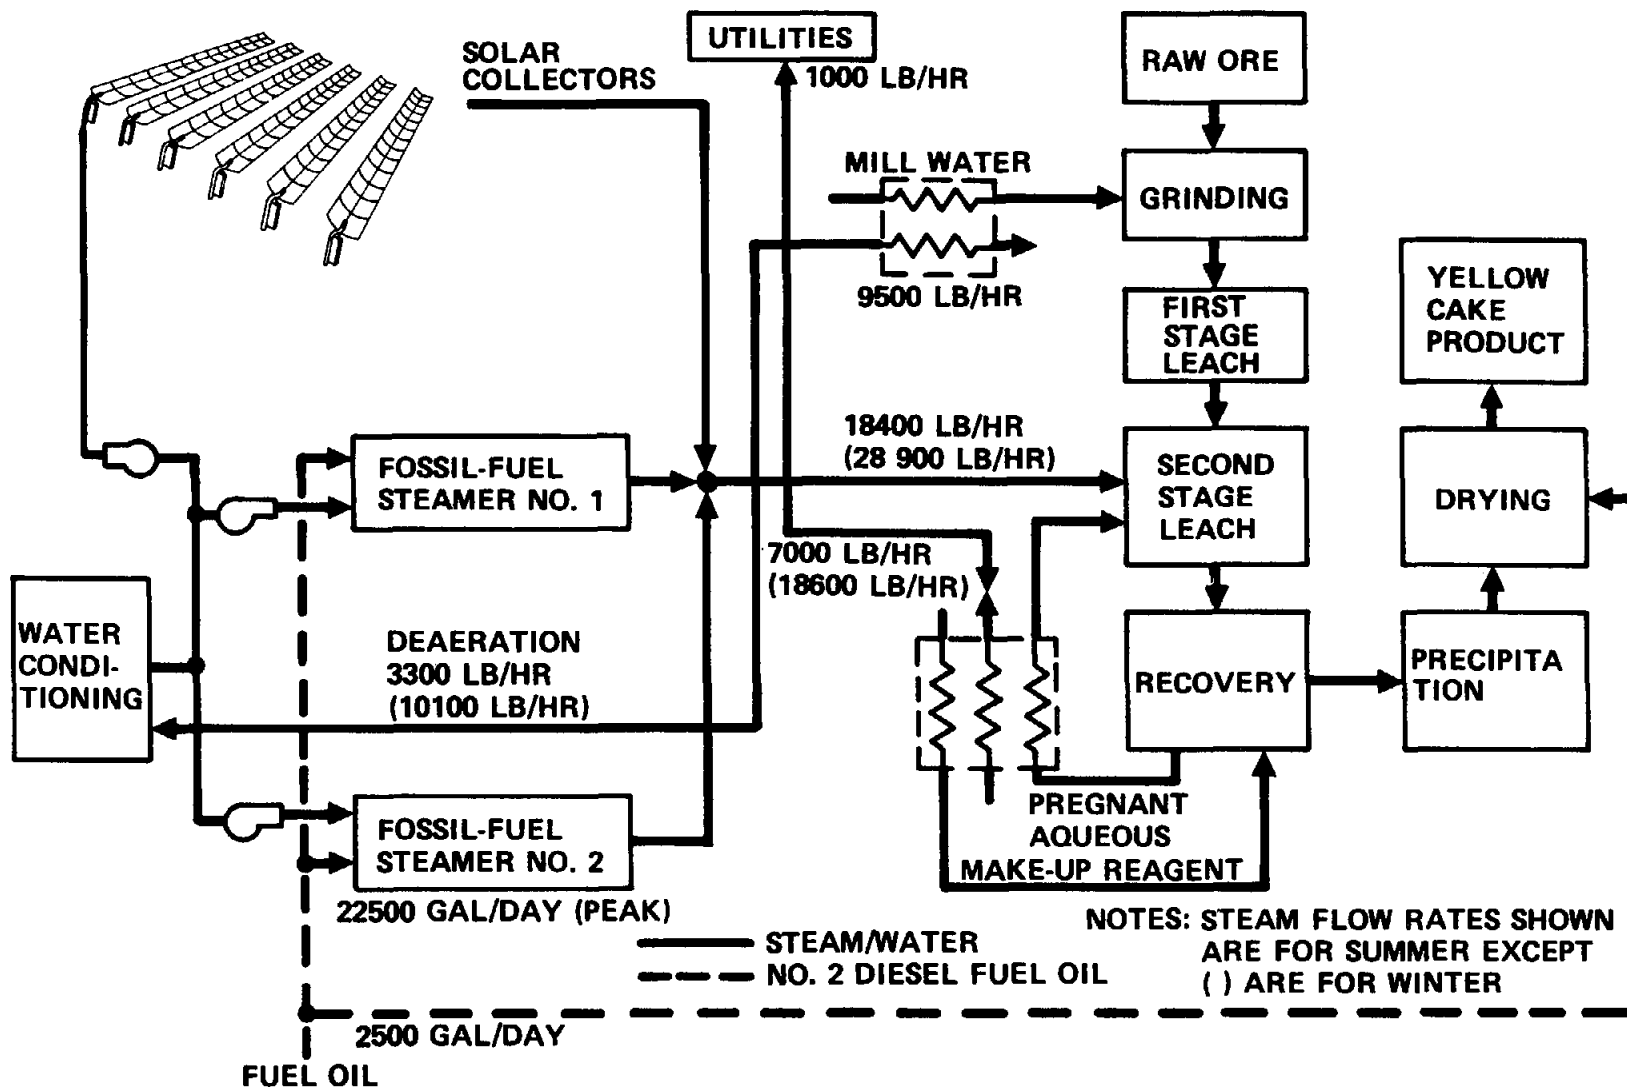 SOLAR
COLLECTORS
UTILITIES
1000 LB/HR
RAW ORE
MILL WATER
9500 LB/HR
GRINDING
FIRST
STAGE
LEACH
YELLOW
CAKE
PRODUCT
18400 LB/HR
(28 900 LB/HR)
FOSSIL-FUEL
STEAMER NO. 1
SECOND
STAGE
LEACH
DRYING
7000 LB/HR
(18600 LB/HR)
WATER
CONDI-
TIONING
DEAERATION
3300 LB/HR
(10100 LB/HR)
RECOVERY
PRECIPITA
TION
FOSSIL-FUEL
STEAMER NO. 2
22500 GAL/DAY (PEAK)
PREGNANT
AQUEOUS
MAKE-UP REAGENT
STEAM/WATER
NO. 2 DIESEL FUEL OIL
NOTES: STEAM FLOW RATES SHOWN
ARE FOR SUMMER EXCEPT
( ) ARE FOR WINTER
2500 GAL/DAY
FUEL OIL